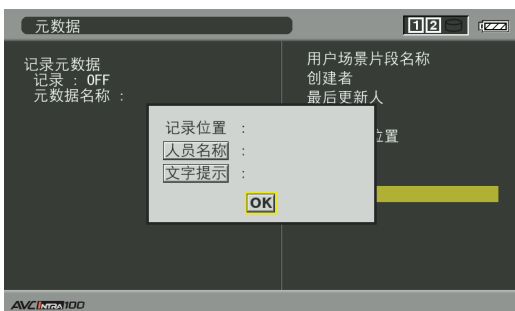 元数据
1 2
记录元数据
记录 : OFF
元数据名称 :
用户场景片段名称
创建者
最后更新人
位置
记录位置 :
人员名称 :
文字提示 :
OK
AVC INTRA 100